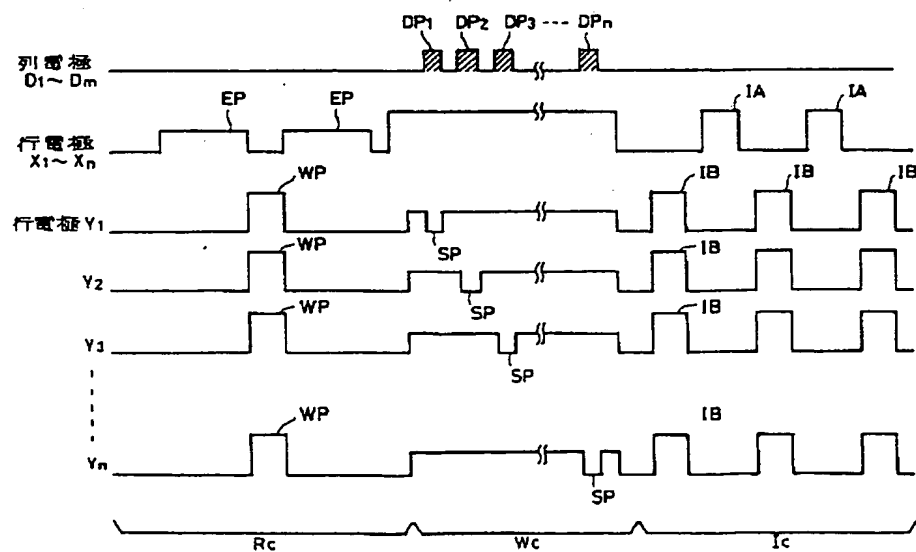 DP1 DP2 DP3 ---- DPn
列電極
D1～Dm
EP EP IA IA
行電極
X1～Xn
WP IB IB IB
行電極 Y1
SP
WP IB
Y2
SP
WP IB
Y3
SP
WP IB
Yn
SP
Rc Wc Ic